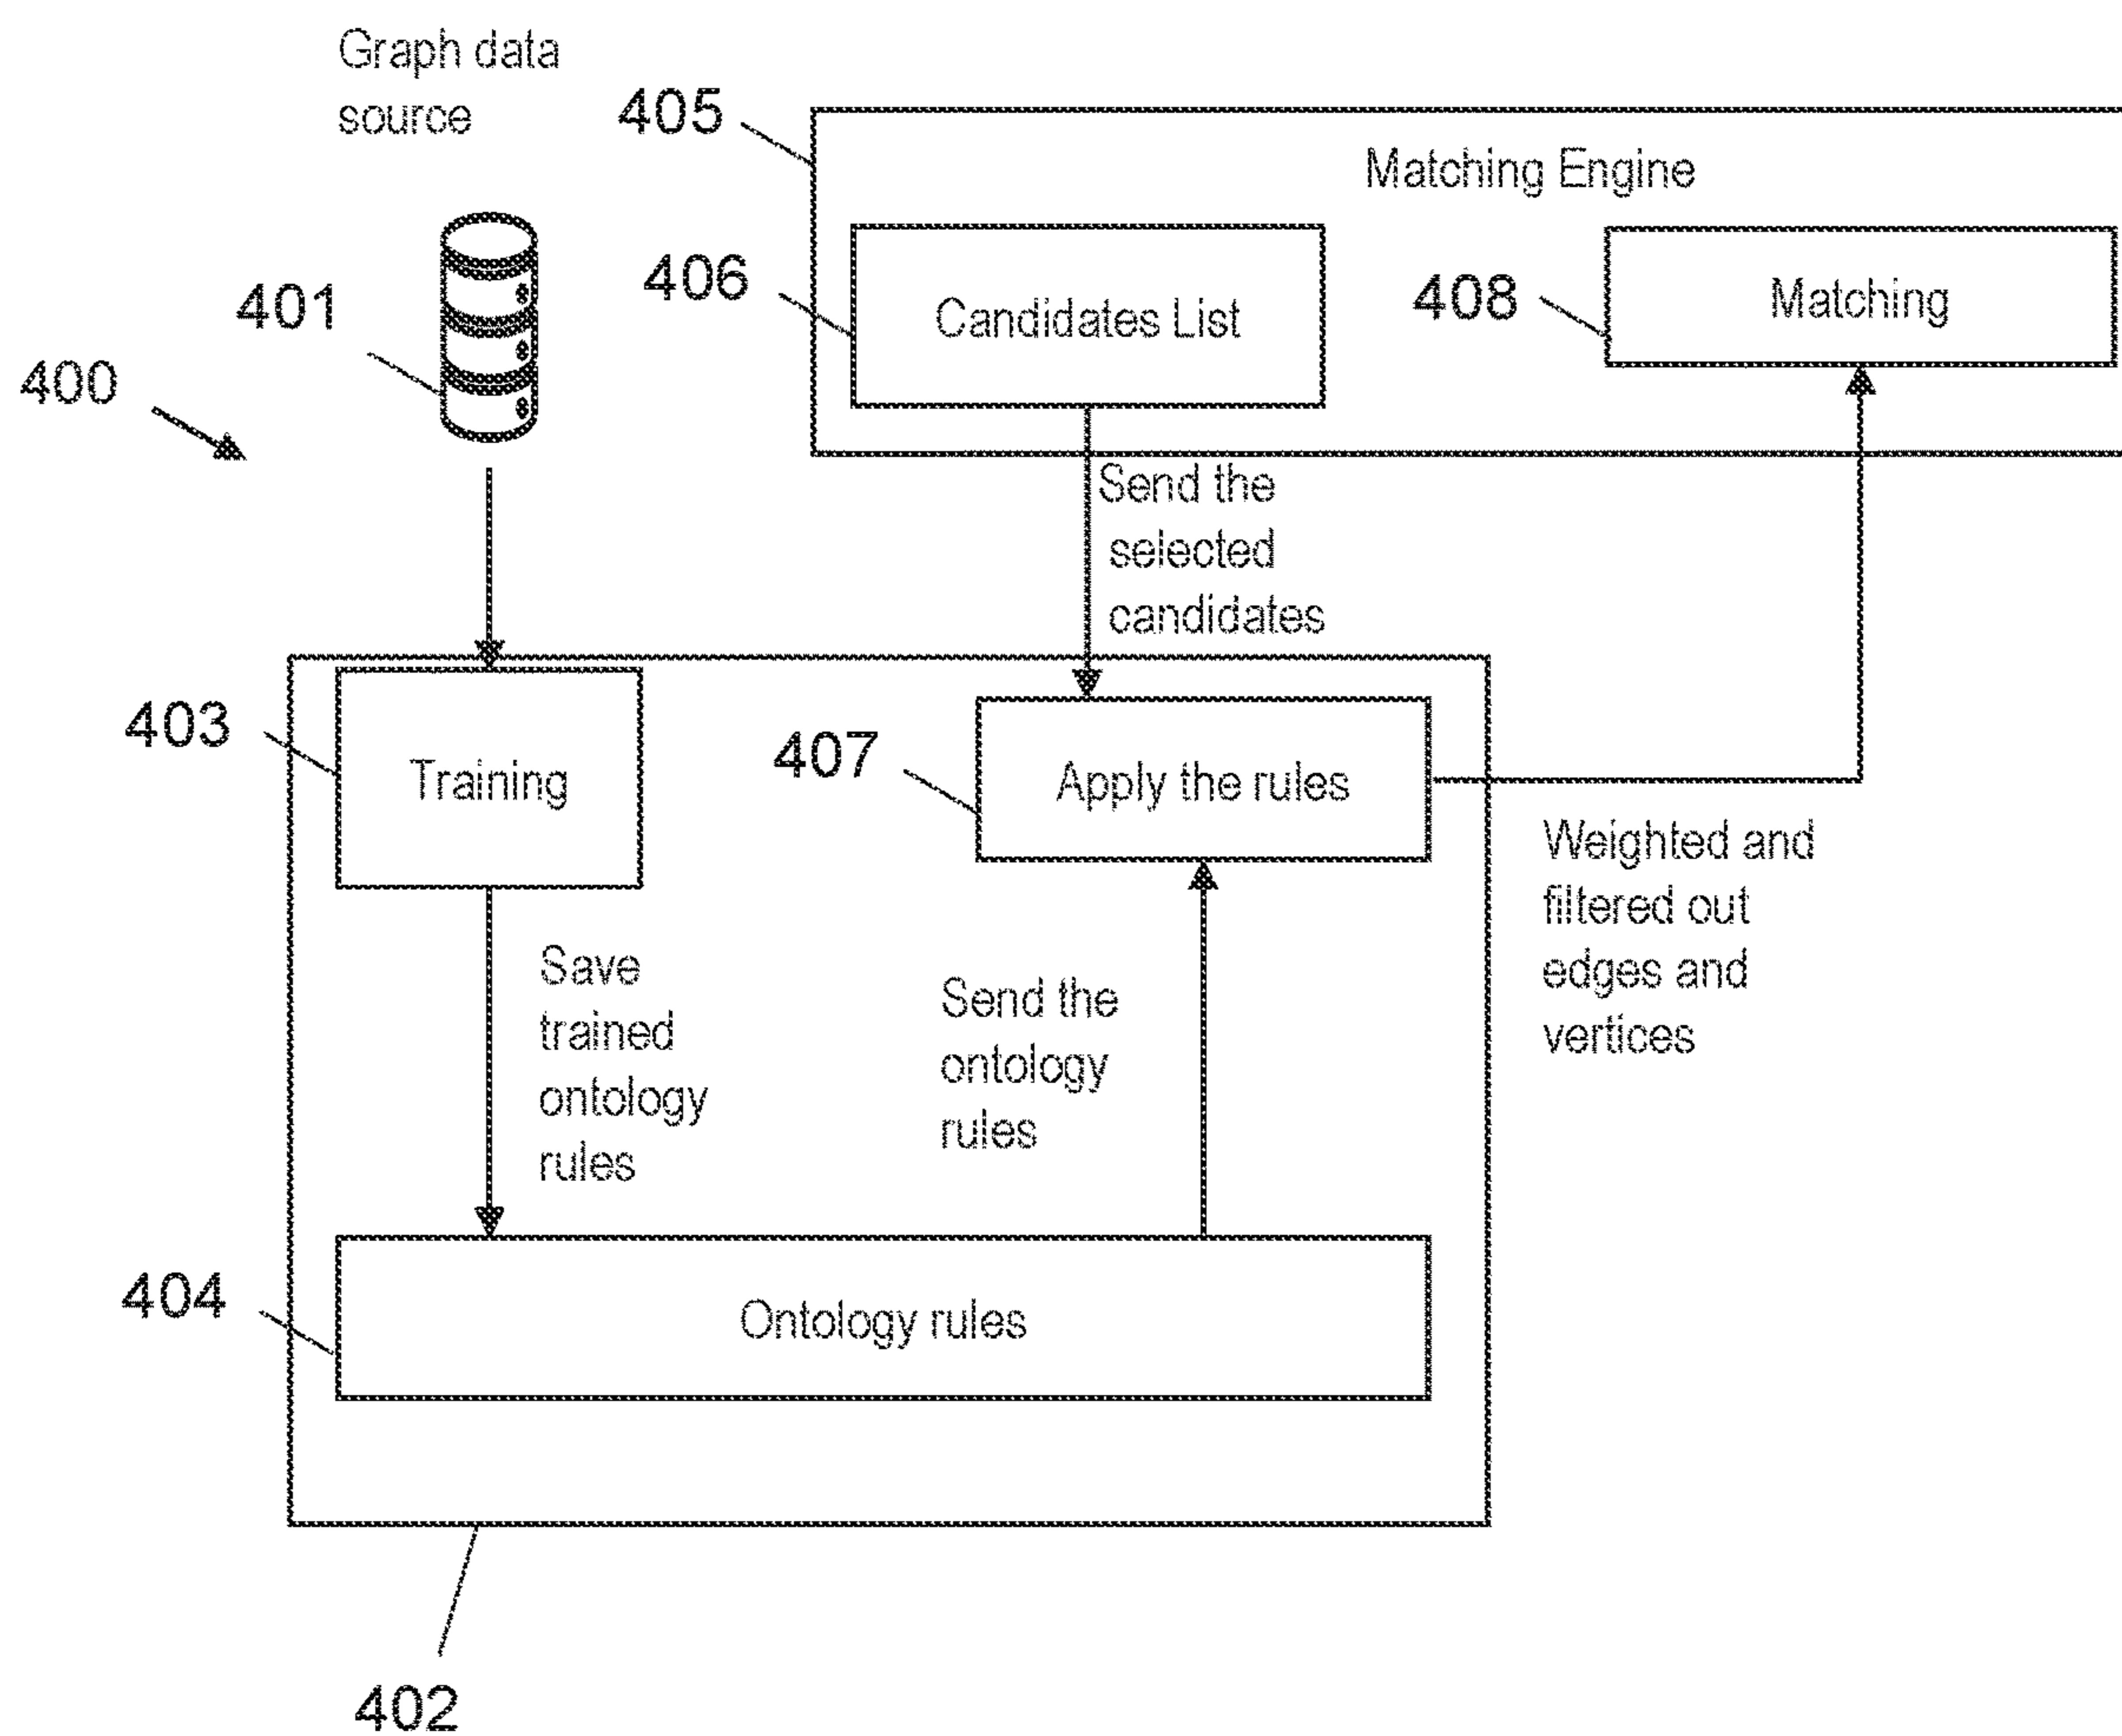 Graph data
source
405
Matching Engine
401
406
Candidates List
408
Matching
400
Send the
selected
candidates
403
Training
407
Apply the rules
Weighted and
filtered out
edges and
vertices
Save
trained
ontology
rules
Send the
ontology
rules
404
Ontology rules
402